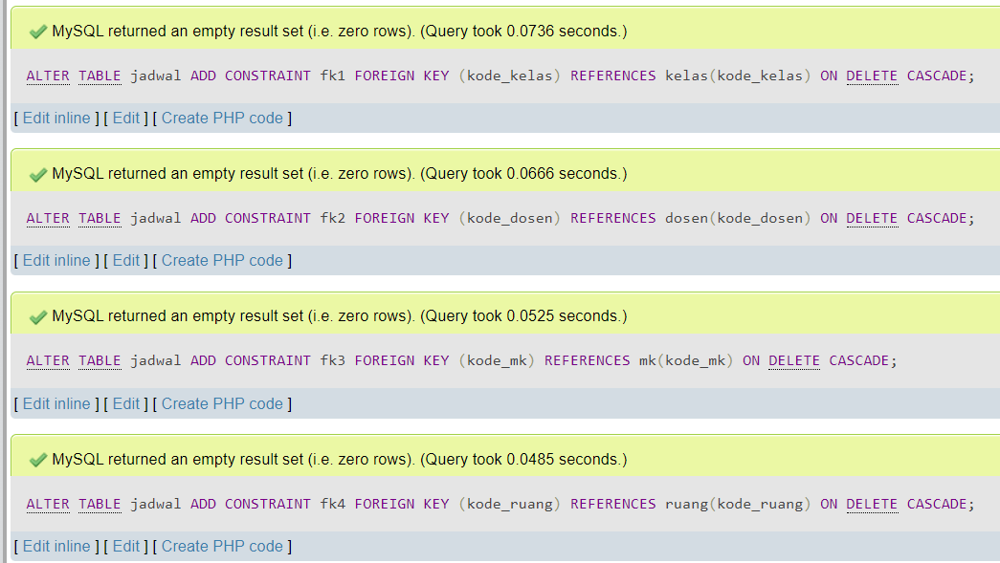 MySQL returned an empty result set (i.e. zero rows). (Query took 0.0736 seconds.)
ALTER TABLE jadwal ADD CONSTRAINT fk1 FOREIGN KEY (kode_kelas) REFERENCES kelas(kode_kelas) ON DELETE CASCADE;
[ Edit inline ] [ Edit ] [ Create PHP code ]
MySQL returned an empty result set (i.e. zero rows). (Query took 0.0666 seconds.)
ALTER TABLE jadwal ADD CONSTRAINT fk2 FOREIGN KEY (kode_dosen) REFERENCES dosen(kode_dosen) ON DELETE CASCADE;
[ Edit inline ] [ Edit ] [ Create PHP code ]
MySQL returned an empty result set (i.e. zero rows). (Query took 0.0525 seconds.)
ALTER TABLE jadwal ADD CONSTRAINT fk3 FOREIGN KEY (kode_mk) REFERENCES mk(kode_mk) ON DELETE CASCADE;
[ Edit inline ] [ Edit ] [ Create PHP code ]
MySQL returned an empty result set (i.e. zero rows). (Query took 0.0485 seconds.)
ALTER TABLE jadwal ADD CONSTRAINT fk4 FOREIGN KEY (kode_ruang) REFERENCES ruang(kode_ruang) ON DELETE CASCADE;
[ Edit inline ] [ Edit ] [ Create PHP code ]